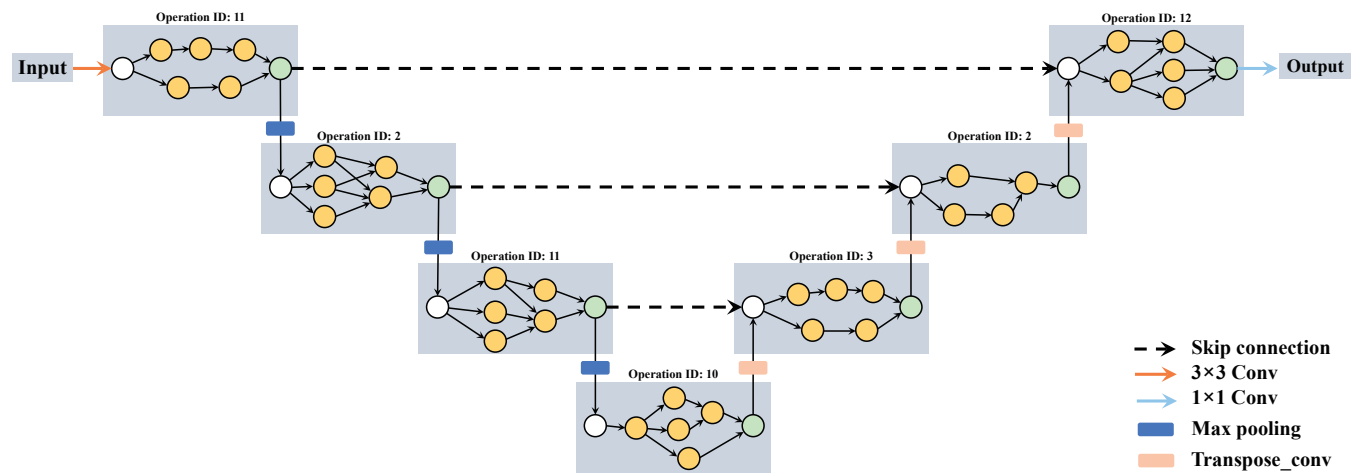 Operation ID: 11
Operation ID: 12
Input
Output
Operation ID: 2
Operation ID: 2
Operation ID: 11
Operation ID: 3
Operation ID: 10
Skip connection
3×3 Conv
1×1 Conv
Max pooling
Transpose_conv